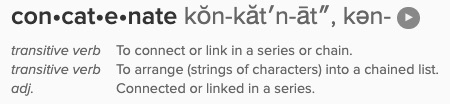 con•cat•e•nate kŏn-kăt′n-āt″, kən-
transitive verb To connect or link in a series or chain.
transitive verb To arrange (strings of characters) into a chained list.
adj. Connected or linked in a series.